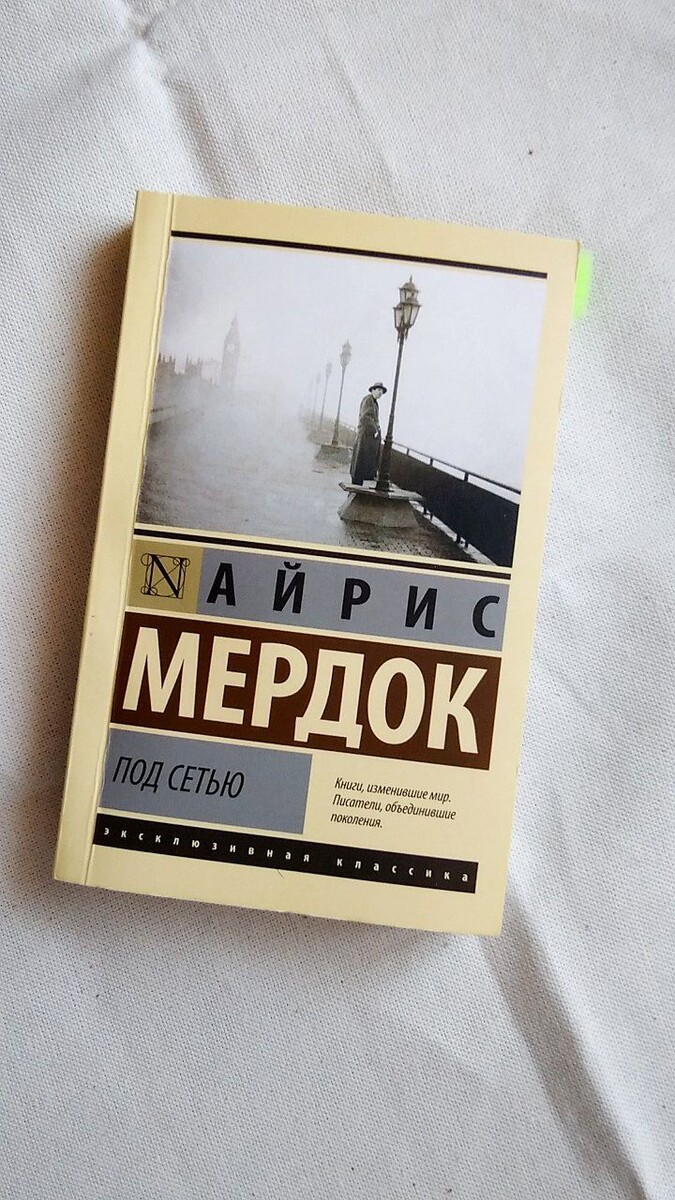 N
АЙРИС
МЕРДОК
ПОД СЕТЬЮ
Книги, изменившие мир.
Писатели, объединившие
поколения.
эксклюзивная классика